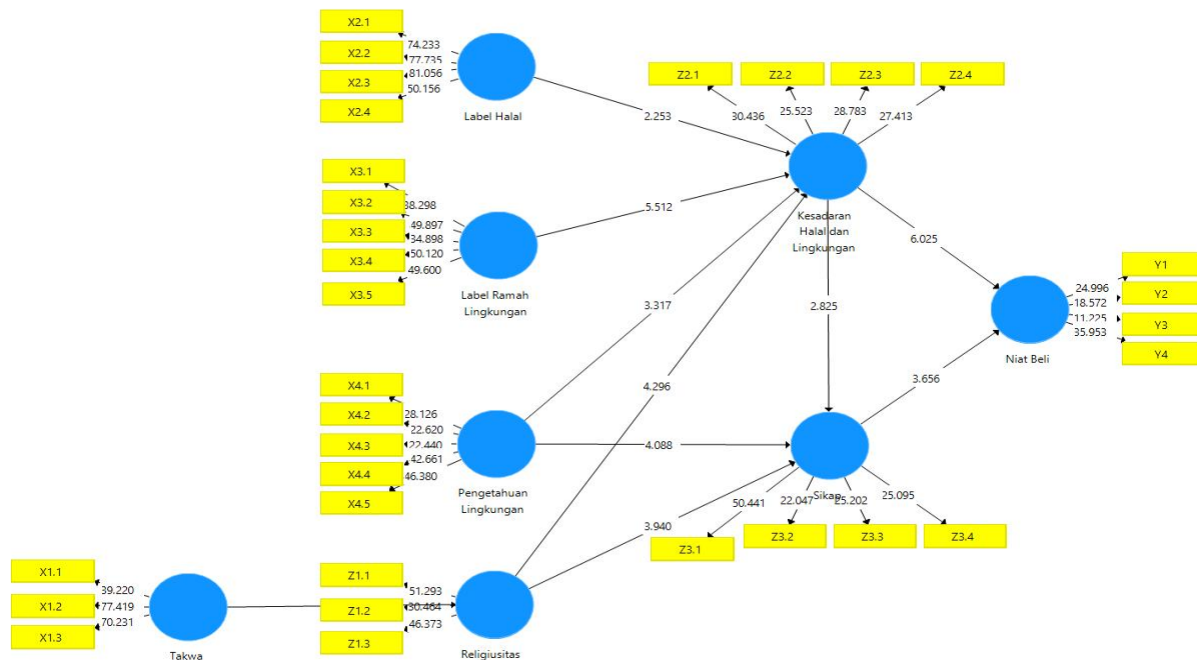 X2.1
X2.2
X2.3
X2.4
74.233
77.735
81.056
50.156
Label Halal
2.253
Z2.1
Z2.2
Z2.3
Z2.4
30.436
25.523
28.783
27.413
Kesadaran
Halal dan
Lingkungan
X3.1
X3.2
X3.3
X3.4
X3.5
38.298
49.897
34.898
50.120
49.600
Label Ramah
Lingkungan
5.512
3.317
4.296
2.825
6.025
3.656
Y1
Y2
Y3
Y4
24.996
18.572
11.225
35.953
Niat Beli
X4.1
X4.2
X4.3
X4.4
X4.5
28.126
22.620
22.440
42.661
46.380
Pengetahuan
Lingkungan
4.088
3.940
Sikap
50.441
22.047
25.202
25.095
Z3.1
Z3.2
Z3.3
Z3.4
X1.1
X1.2
X1.3
39.220
77.419
70.231
Takwa
Z1.1
Z1.2
Z1.3
51.293
30.464
46.373
Religiusitas